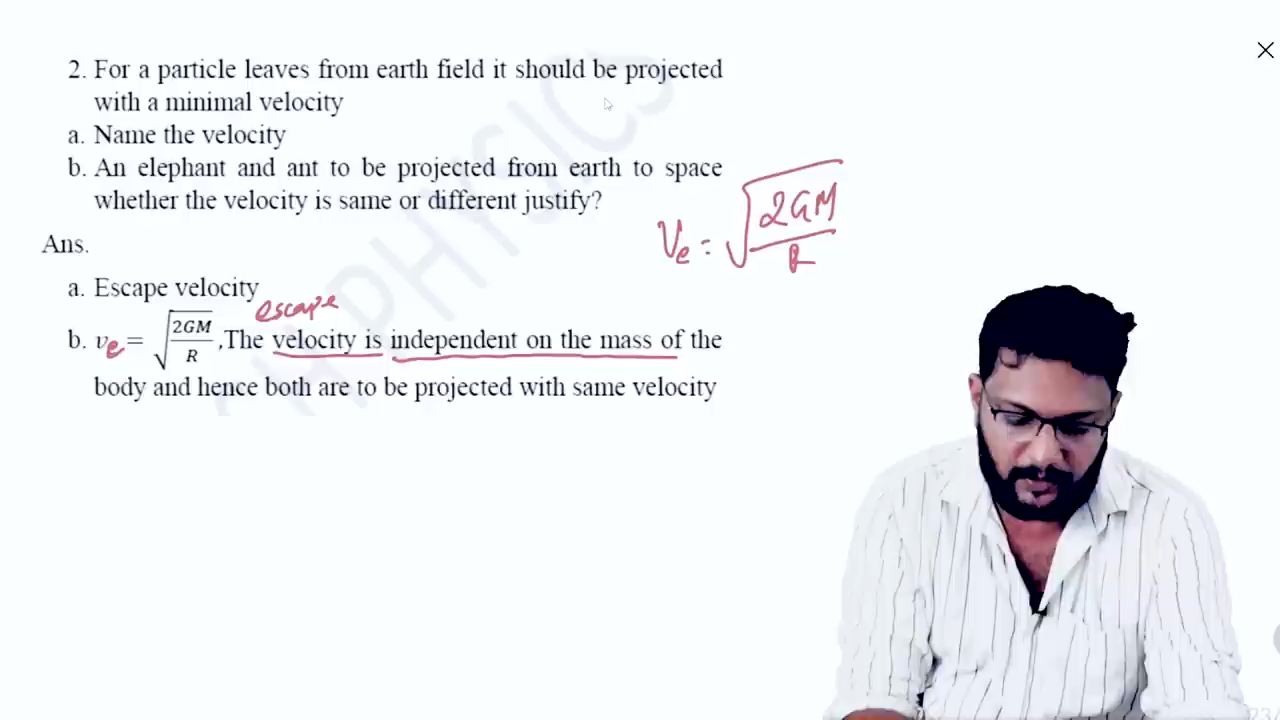 2. For a particle leaves from earth field it should be projected
with a minimal velocity
a. Name the velocity
b. An elephant and ant to be projected from earth to space
whether the velocity is same or different justify?
Ve = √2GM/R
Ans.
a. Escape velocity
escape
b. ve = √2GM/R ,The velocity is independent on the mass of the
body and hence both are to be projected with same velocity
PHYSICS